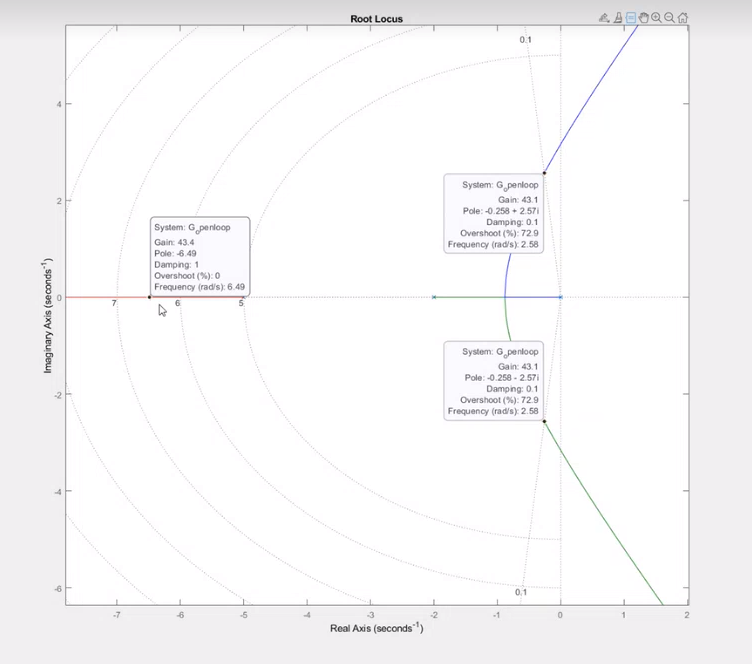 Root Locus
0.1
4
System: G_openloop
Gain: 43.1
Pole: -0.258 + 2.57i
Damping: 0.1
Overshoot (%): 72.9
Frequency (rad/s): 2.58
2
System: G_openloop
Gain: 43.4
Pole: -6.49
Damping: 1
Overshoot (%): 0
Frequency (rad/s): 6.49
0
7 6 5
Imaginary Axis (seconds⁻¹)
System: G_openloop
Gain: 43.1
Pole: -0.258 - 2.57i
Damping: 0.1
Overshoot (%): 72.9
Frequency (rad/s): 2.58
-2
-4
-6
0.1
-7 -6 -5 -4 -3 -2 -1 0 1 2
Real Axis (seconds⁻¹)